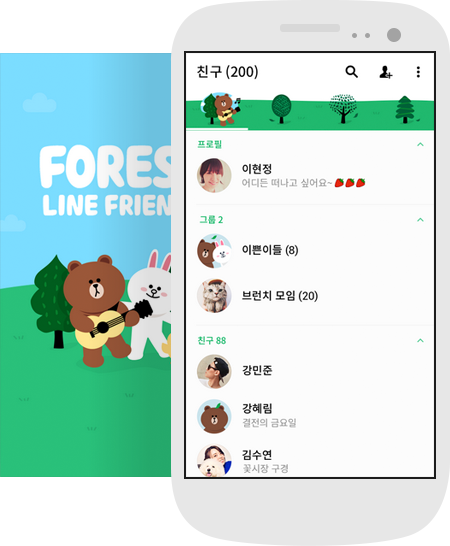 FORES
LINE FRIEN
친구 (200)
프로필
이현정
어디든 떠나고 싶어요~ 🍓🍓🍓
그룹 2
이쁜이들 (8)
브런치 모임 (20)
친구 88
강민준
강혜림
결전의 금요일
김수연
꽃시장 구경